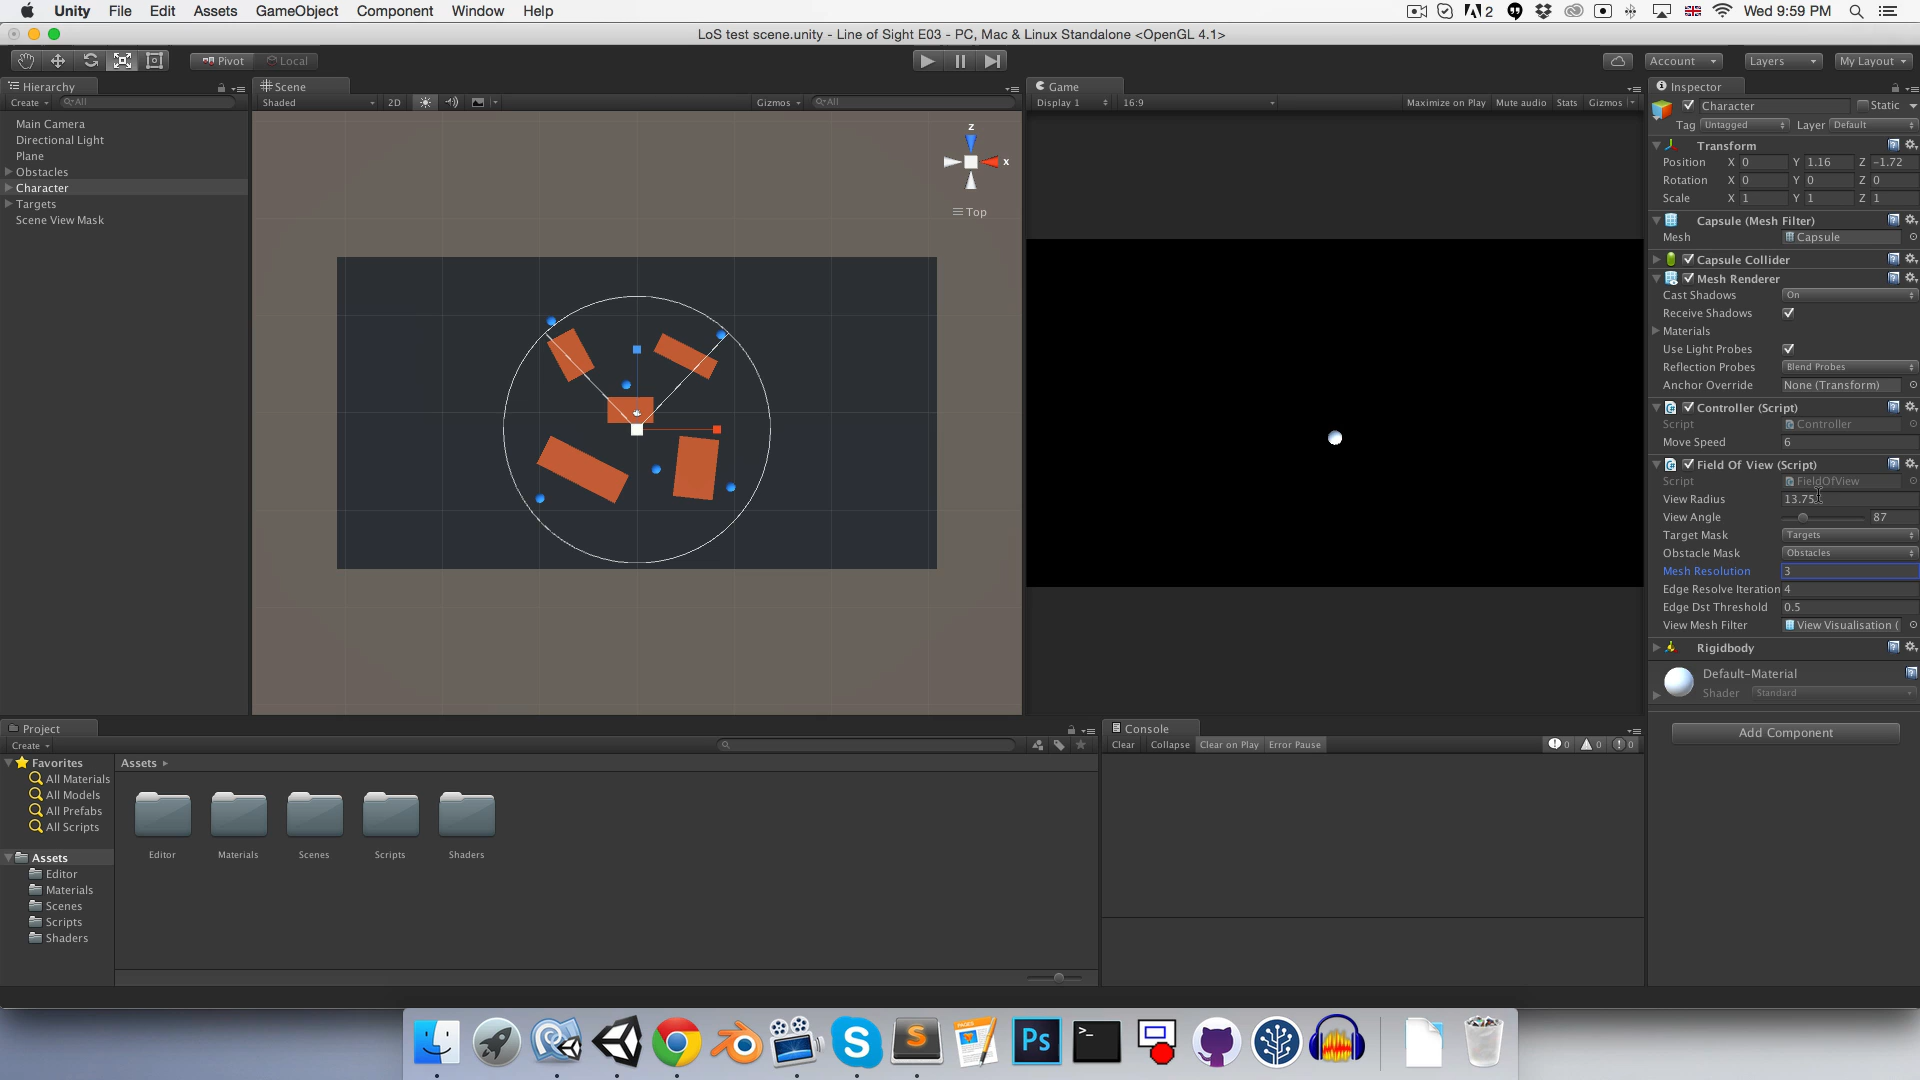 Unity File Edit Assets GameObject Component Window Help 2 Wed 9:59 PM
LoS test scene.unity - Line of Sight E03 - PC, Mac & Linux Standalone <OpenGL 4.1>
Pivot Local Account Layers My Layout
Hierarchy Scene Game Inspector
Create All Shaded 2D Gizmos All Display 1 16:9 Maximize on Play Mute audio Stats Gizmos
Character Static
Tag Untagged Layer Default
Main Camera
Directional Light
Plane
Obstacles
Character
Targets
Scene View Mask
z
x
Top
Transform
Position X 0 Y 1.16 Z -1.72
Rotation X 0 Y 0 Z 0
Scale X 1 Y 1 Z 1
Capsule (Mesh Filter)
Mesh Capsule
Capsule Collider
Mesh Renderer
Cast Shadows On
Receive Shadows
Materials
Use Light Probes
Reflection Probes Blend Probes
Anchor Override None (Transform)
Controller (Script)
Script Controller
Move Speed 6
Field Of View (Script)
Script FieldOfView
View Radius 13.75
View Angle 87
Target Mask Targets
Obstacle Mask Obstacles
Mesh Resolution 3
Edge Resolve Iteration 4
Edge Dst Threshold 0.5
View Mesh Filter View Visualisation (
Rigidbody
Default-Material
Shader Standard
Add Component
Project
Create
Favorites
All Materials
All Models
All Prefabs
All Scripts
Assets
Editor
Materials
Scenes
Scripts
Shaders
Assets
Editor Materials Scenes Scripts Shaders
Console
Clear Collapse Clear on Play Error Pause 0 0 0
PAGES
Ps
>_